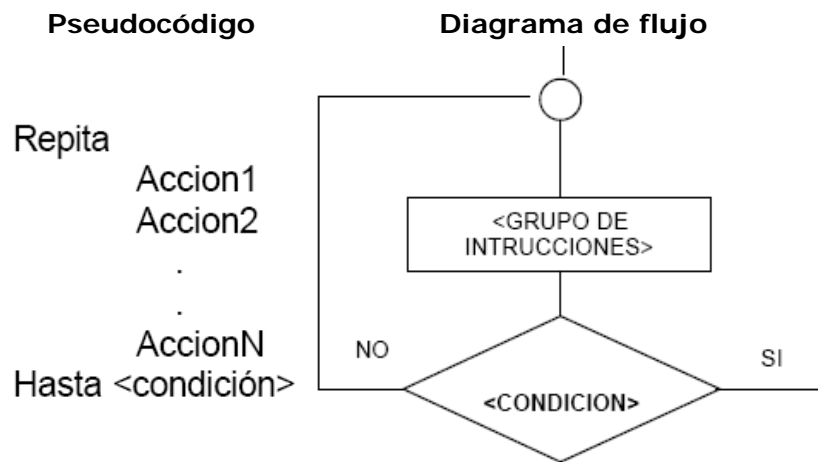 Pseudocódigo
Diagrama de flujo
Repita
Accion1
Accion2
.
.
AccionN
Hasta <condición>
<GRUPO DE
INTRUCCIONES>
NO
SI
<CONDICION>